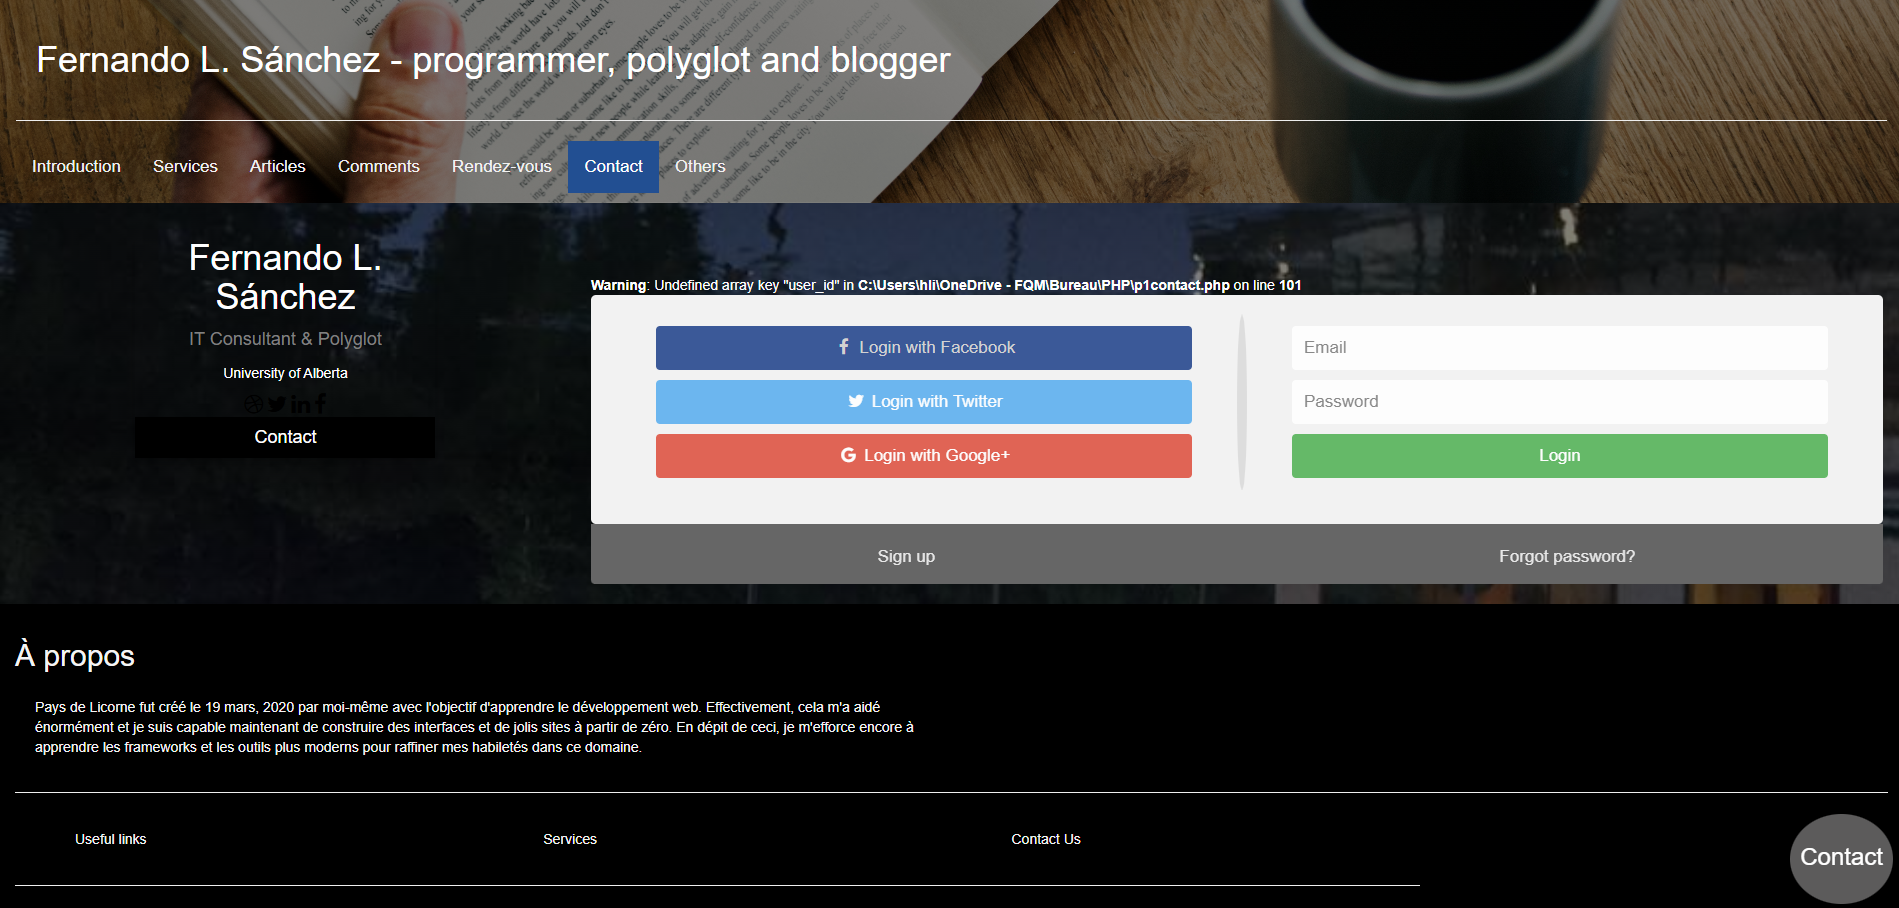 Fernando L. Sánchez - programmer, polyglot and blogger
Introduction Services Articles Comments Rendez-vous Contact Others
Fernando L.
Sánchez
IT Consultant & Polyglot
University of Alberta
Contact
Warning: Undefined array key "user_id" in C:\Users\hli\OneDrive - FQM\Bureau\PHP\p1contact.php on line 101
Login with Facebook
Login with Twitter
Login with Google+
Email
Password
Login
Sign up
Forgot password?
À propos
Pays de Licorne fut créé le 19 mars, 2020 par moi-même avec l'objectif d'apprendre le développement web. Effectivement, cela m'a aidé
énormément et je suis capable maintenant de construire des interfaces et de jolis sites à partir de zéro. En dépit de ceci, je m'efforce encore à
apprendre les frameworks et les outils plus moderns pour raffiner mes habiletés dans ce domaine.
Useful links
Services
Contact Us
Contact